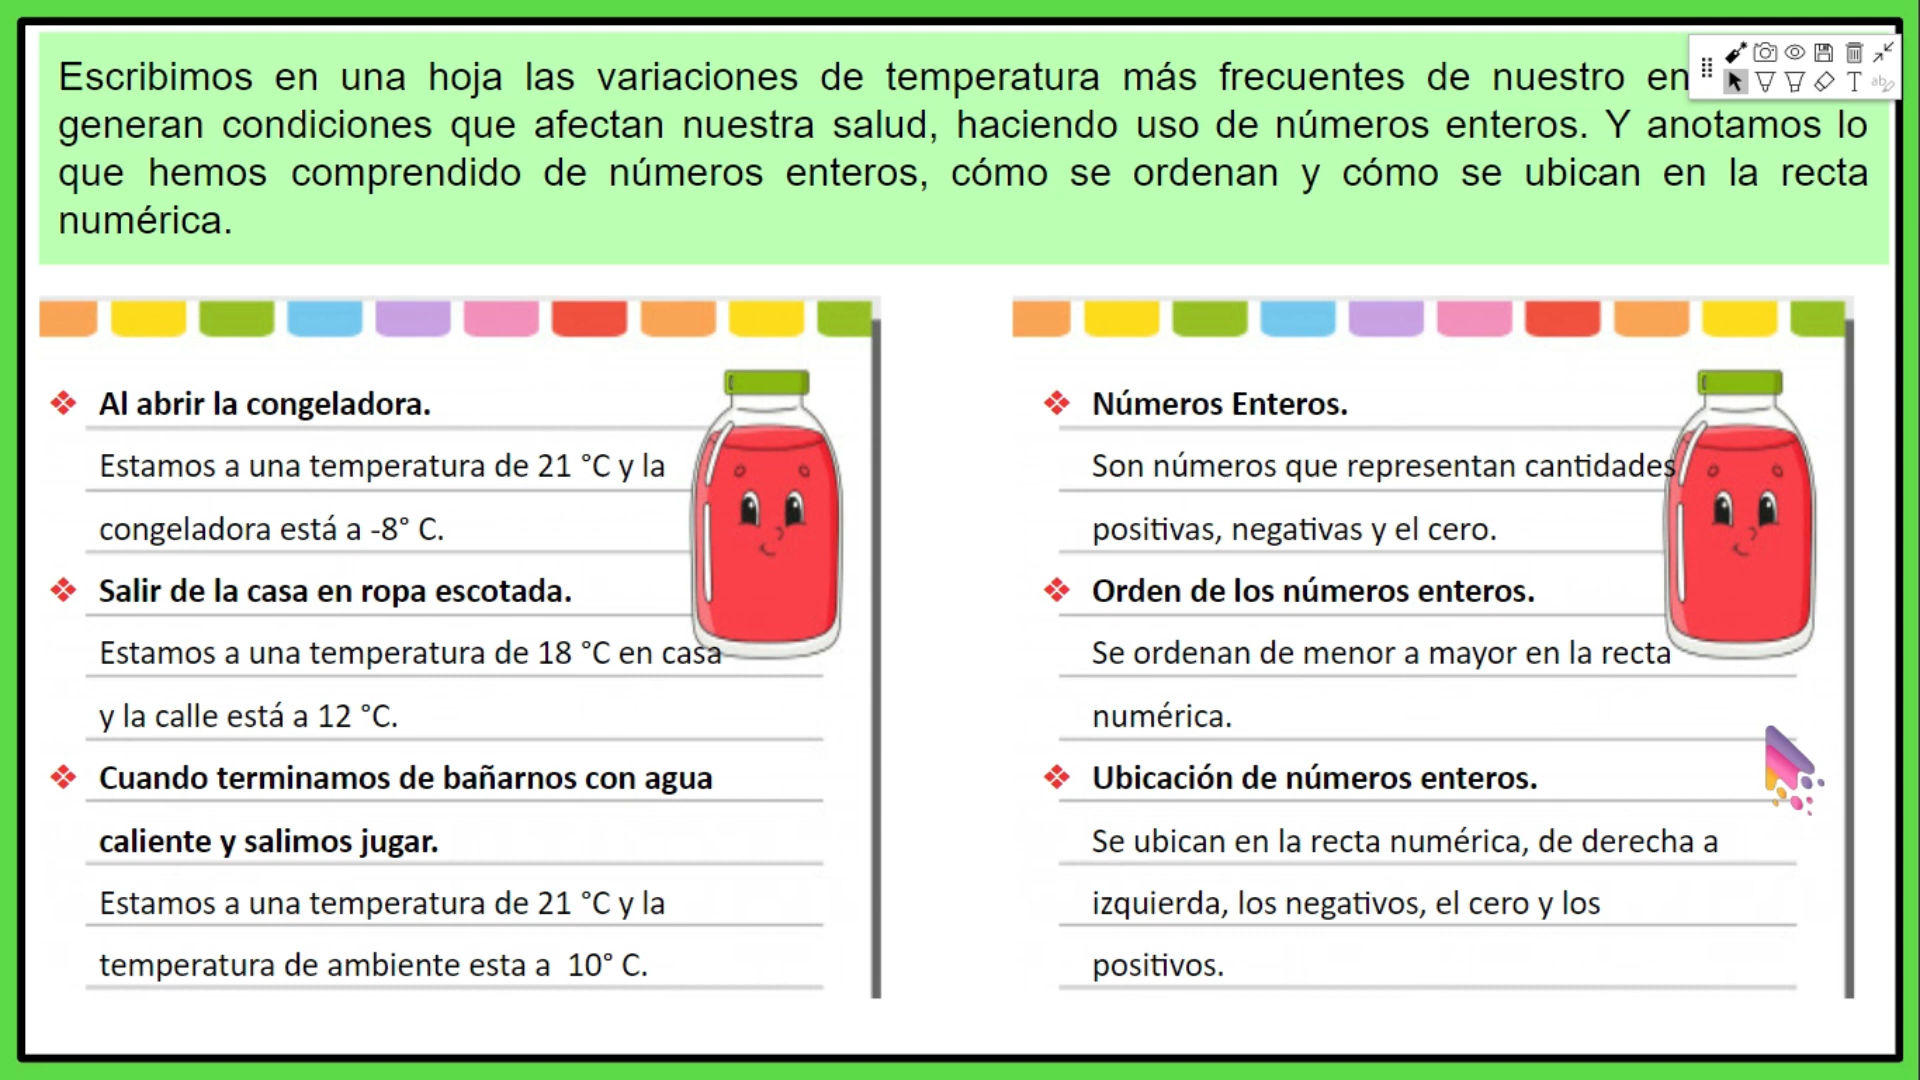 Escribimos en una hoja las variaciones de temperatura más frecuentes de nuestro
generan condiciones que afectan nuestra salud, haciendo uso de números enteros. Y anotamos lo
que hemos comprendido de números enteros, cómo se ordenan y cómo se ubican en la recta
numérica.
Al abrir la congeladora.
Estamos a una temperatura de 21 °C y la
congeladora está a -8° C.
Salir de la casa en ropa escotada.
Estamos a una temperatura de 18 °C en casa
y la calle está a 12 °C.
Cuando terminamos de bañarnos con agua
caliente y salimos jugar.
Estamos a una temperatura de 21 °C y la
temperatura de ambiente esta a 10° C.
Números Enteros.
Son números que representan cantidades
positivas, negativas y el cero.
Orden de los números enteros.
Se ordenan de menor a mayor en la recta
numérica.
Ubicación de números enteros.
Se ubican en la recta numérica, de derecha a
izquierda, los negativos, el cero y los
positivos.